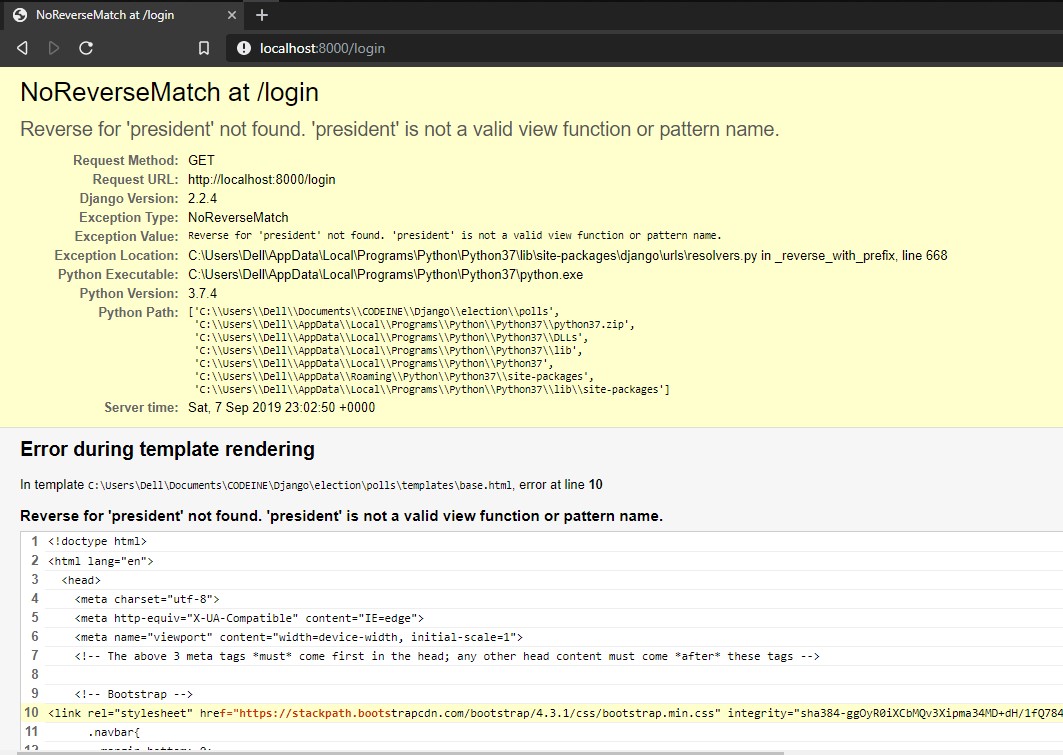 NoReverseMatch at /login
localhost:8000/login
NoReverseMatch at /login
Reverse for 'president' not found. 'president' is not a valid view function or pattern name.
Request Method: GET
Request URL: http://localhost:8000/login
Django Version: 2.2.4
Exception Type: NoReverseMatch
Exception Value: Reverse for 'president' not found. 'president' is not a valid view function or pattern name.
Exception Location: C:\Users\Dell\AppData\Local\Programs\Python\Python37\lib\site-packages\django\urls\resolvers.py in _reverse_with_prefix, line 668
Python Executable: C:\Users\Dell\AppData\Local\Programs\Python\Python37\python.exe
Python Version: 3.7.4
Python Path: ['C:\\Users\\Dell\\Documents\\CODEINE\\Django\\election\\polls',
'C:\\Users\\Dell\\AppData\\Local\\Programs\\Python\\Python37\\python37.zip',
'C:\\Users\\Dell\\AppData\\Local\\Programs\\Python\\Python37\\DLLs',
'C:\\Users\\Dell\\AppData\\Local\\Programs\\Python\\Python37\\lib',
'C:\\Users\\Dell\\AppData\\Local\\Programs\\Python\\Python37',
'C:\\Users\\Dell\\AppData\\Roaming\\Python\\Python37\\site-packages',
'C:\\Users\\Dell\\AppData\\Local\\Programs\\Python\\Python37\\lib\\site-packages']
Server time: Sat, 7 Sep 2019 23:02:50 +0000
Error during template rendering
In template C:\Users\Dell\Documents\CODEINE\Django\election\polls\templates\base.html, error at line 10
Reverse for 'president' not found. 'president' is not a valid view function or pattern name.
1 <!doctype html>
2 <html lang="en">
3 <head>
4 <meta charset="utf-8">
5 <meta http-equiv="X-UA-Compatible" content="IE=edge">
6 <meta name="viewport" content="width=device-width, initial-scale=1">
7 <!-- The above 3 meta tags *must* come first in the head; any other head content must come *after* these tags -->
8
9 <!-- Bootstrap -->
10 <link rel="stylesheet" href="https://stackpath.bootstrapcdn.com/bootstrap/4.3.1/css/bootstrap.min.css" integrity="sha384-ggOyR0iXCbMQv3Xipma34MD+dH/1fQ784
11 .navbar{
12 margin-bottom: 0;